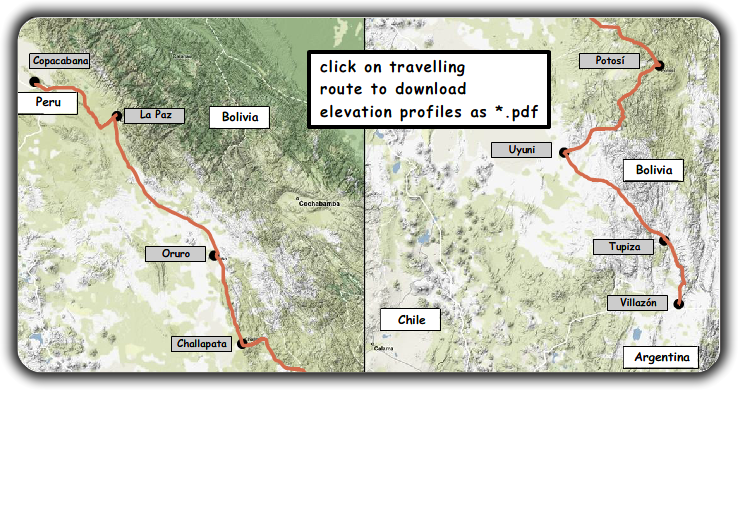 Copacabana
Peru
La Paz
Bolivia
Cochabamba
Oruro
Challapata
click on travelling
route to download
elevation profiles as *.pdf
Potosí
Uyuni
Bolivia
Tupiza
Villazón
Chile
Calama
Argentina